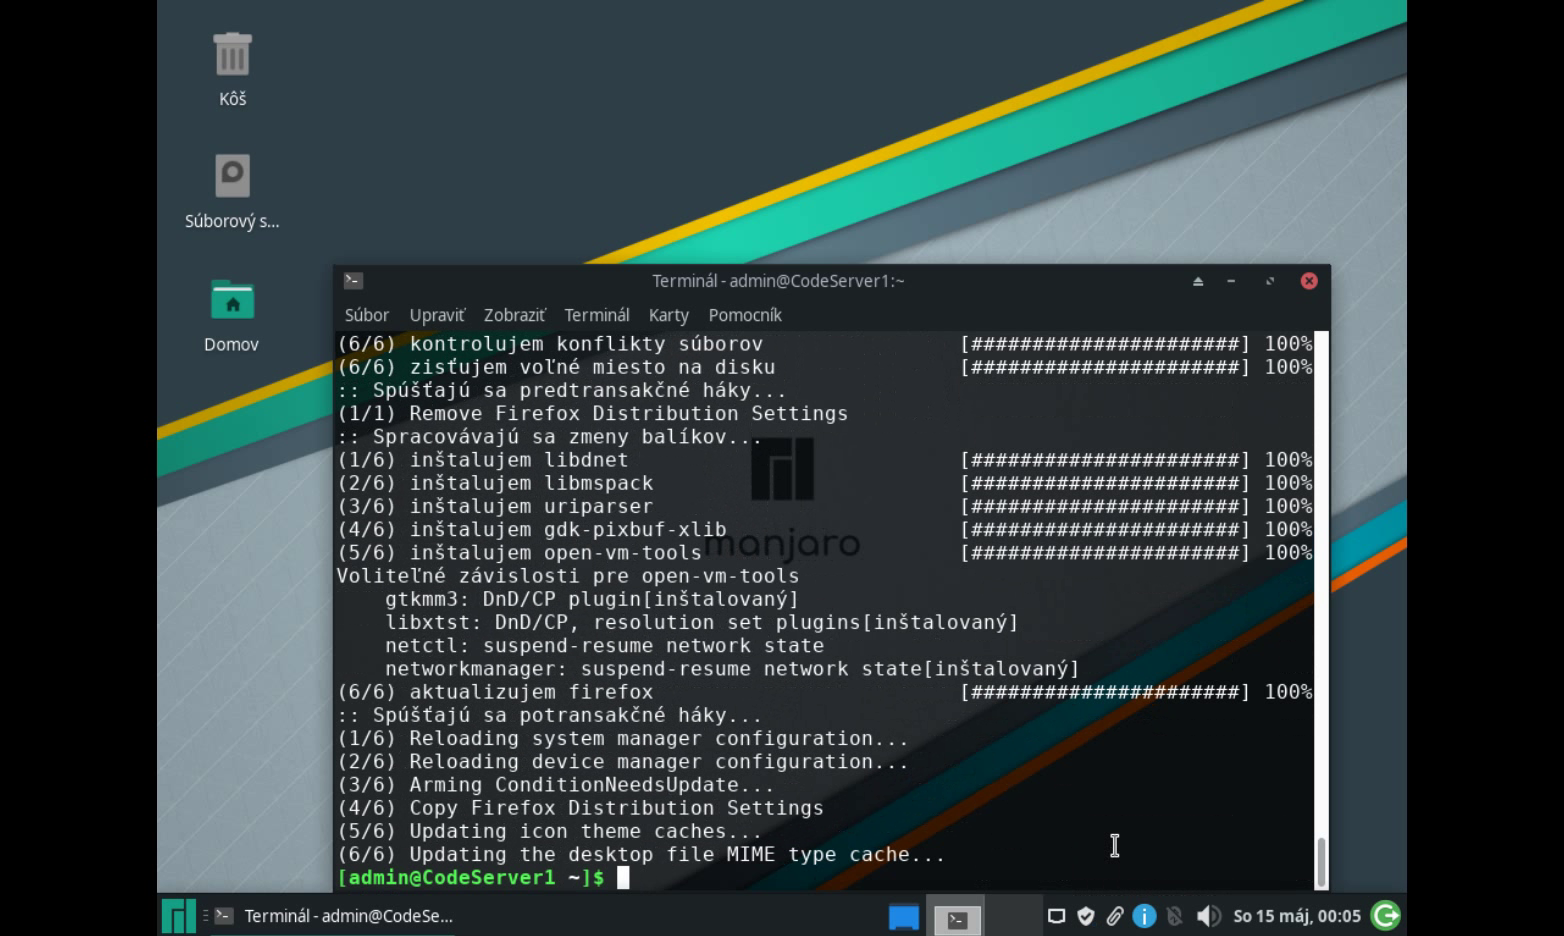 Kôš
Súborový s...
Domov
Terminál - admin@CodeServer1:~
Súbor Upraviť Zobraziť Terminál Karty Pomocník
(6/6) kontrolujem konflikty súborov [######################] 100%
(6/6) zisťujem voľné miesto na disku [######################] 100%
:: Spúšťajú sa predtransakčné háky...
(1/1) Remove Firefox Distribution Settings
:: Spracovávajú sa zmeny balíkov...
(1/6) inštalujem libdnet [######################] 100%
(2/6) inštalujem libmspack [######################] 100%
(3/6) inštalujem uriparser [######################] 100%
(4/6) inštalujem gdk-pixbuf-xlib [######################] 100%
(5/6) inštalujem open-vm-tools [######################] 100%
manjaro
Voliteľné závislosti pre open-vm-tools
gtkmm3: DnD/CP plugin[inštalovaný]
libxtst: DnD/CP, resolution set plugins[inštalovaný]
netctl: suspend-resume network state
networkmanager: suspend-resume network state[inštalovaný]
(6/6) aktualizujem firefox [######################] 100%
:: Spúšťajú sa potransakčné háky...
(1/6) Reloading system manager configuration...
(2/6) Reloading device manager configuration...
(3/6) Arming ConditionNeedsUpdate...
(4/6) Copy Firefox Distribution Settings
(5/6) Updating icon theme caches...
(6/6) Updating the desktop file MIME type cache...
[admin@CodeServer1 ~]$
Terminál - admin@CodeSe... So 15 máj, 00:05